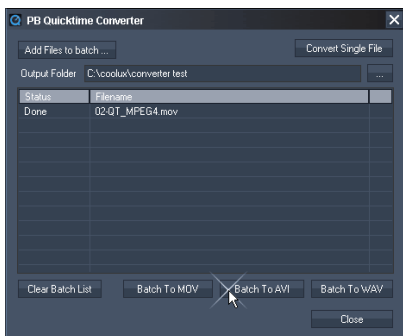 PB Quicktime Converter
Add Files to batch ...
Convert Single File
Output Folder C:\coolux\converter test ...
Status Filename
Done 02-QT_MPEG4.mov
Clear Batch List Batch To MOV Batch To AVI Batch To WAV
Close